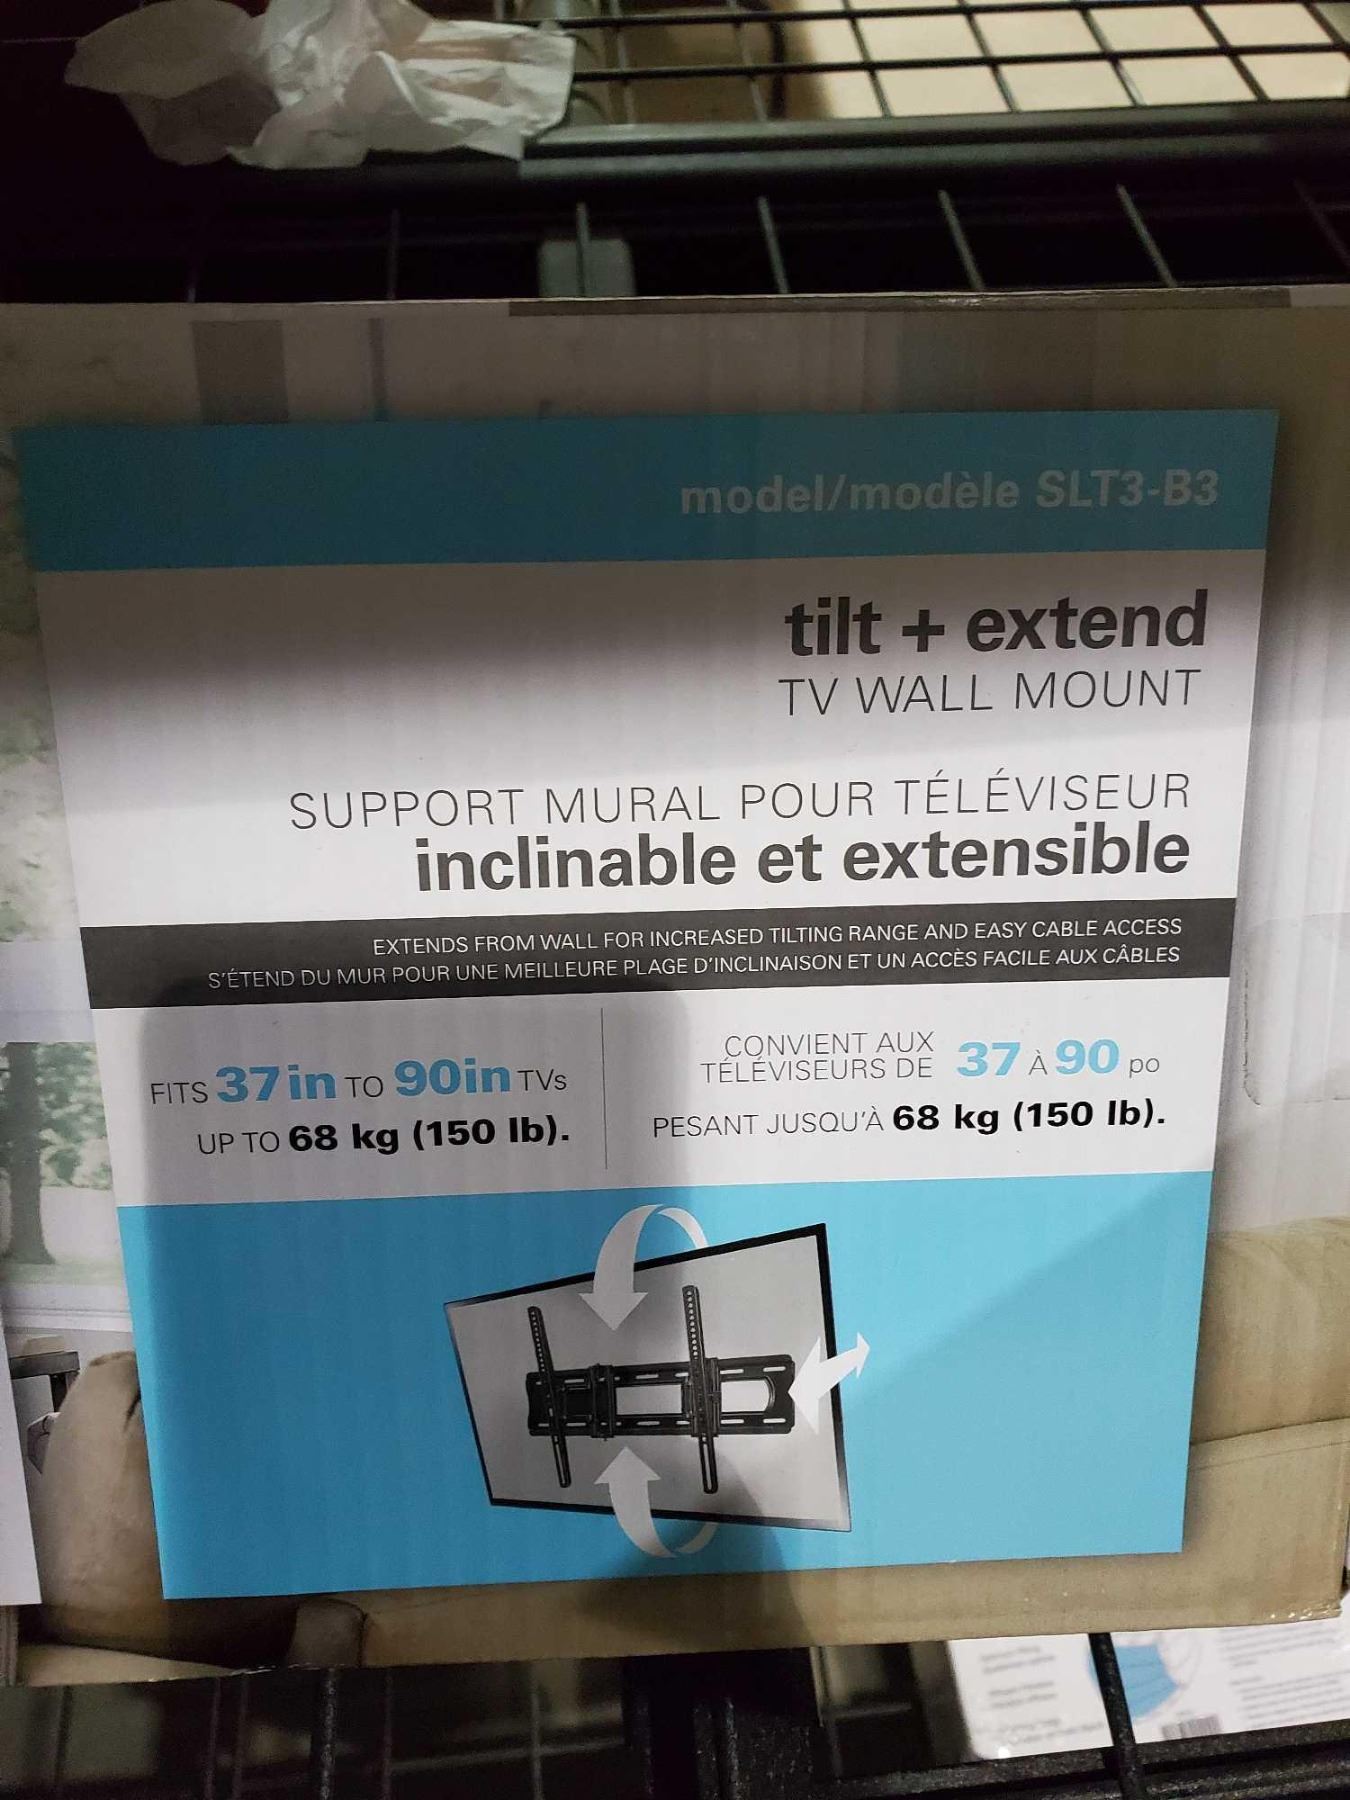 model/modèle SLT3-B3
tilt + extend
TV WALL MOUNT
SUPPORT MURAL POUR TÉLÉVISEUR
inclinable et extensible
EXTENDS FROM WALL FOR INCREASED TILTING RANGE AND EASY CABLE ACCESS
S'ÉTEND DU MUR POUR UNE MEILLEURE PLAGE D'INCLINAISON ET UN ACCÈS FACILE AUX CÂBLES
FITS 37in TO 90in TVs
UP TO 68 kg (150 lb).
CONVIENT AUX
TÉLÉVISEURS DE 37 À 90 po
PESANT JUSQU'À 68 kg (150 lb).